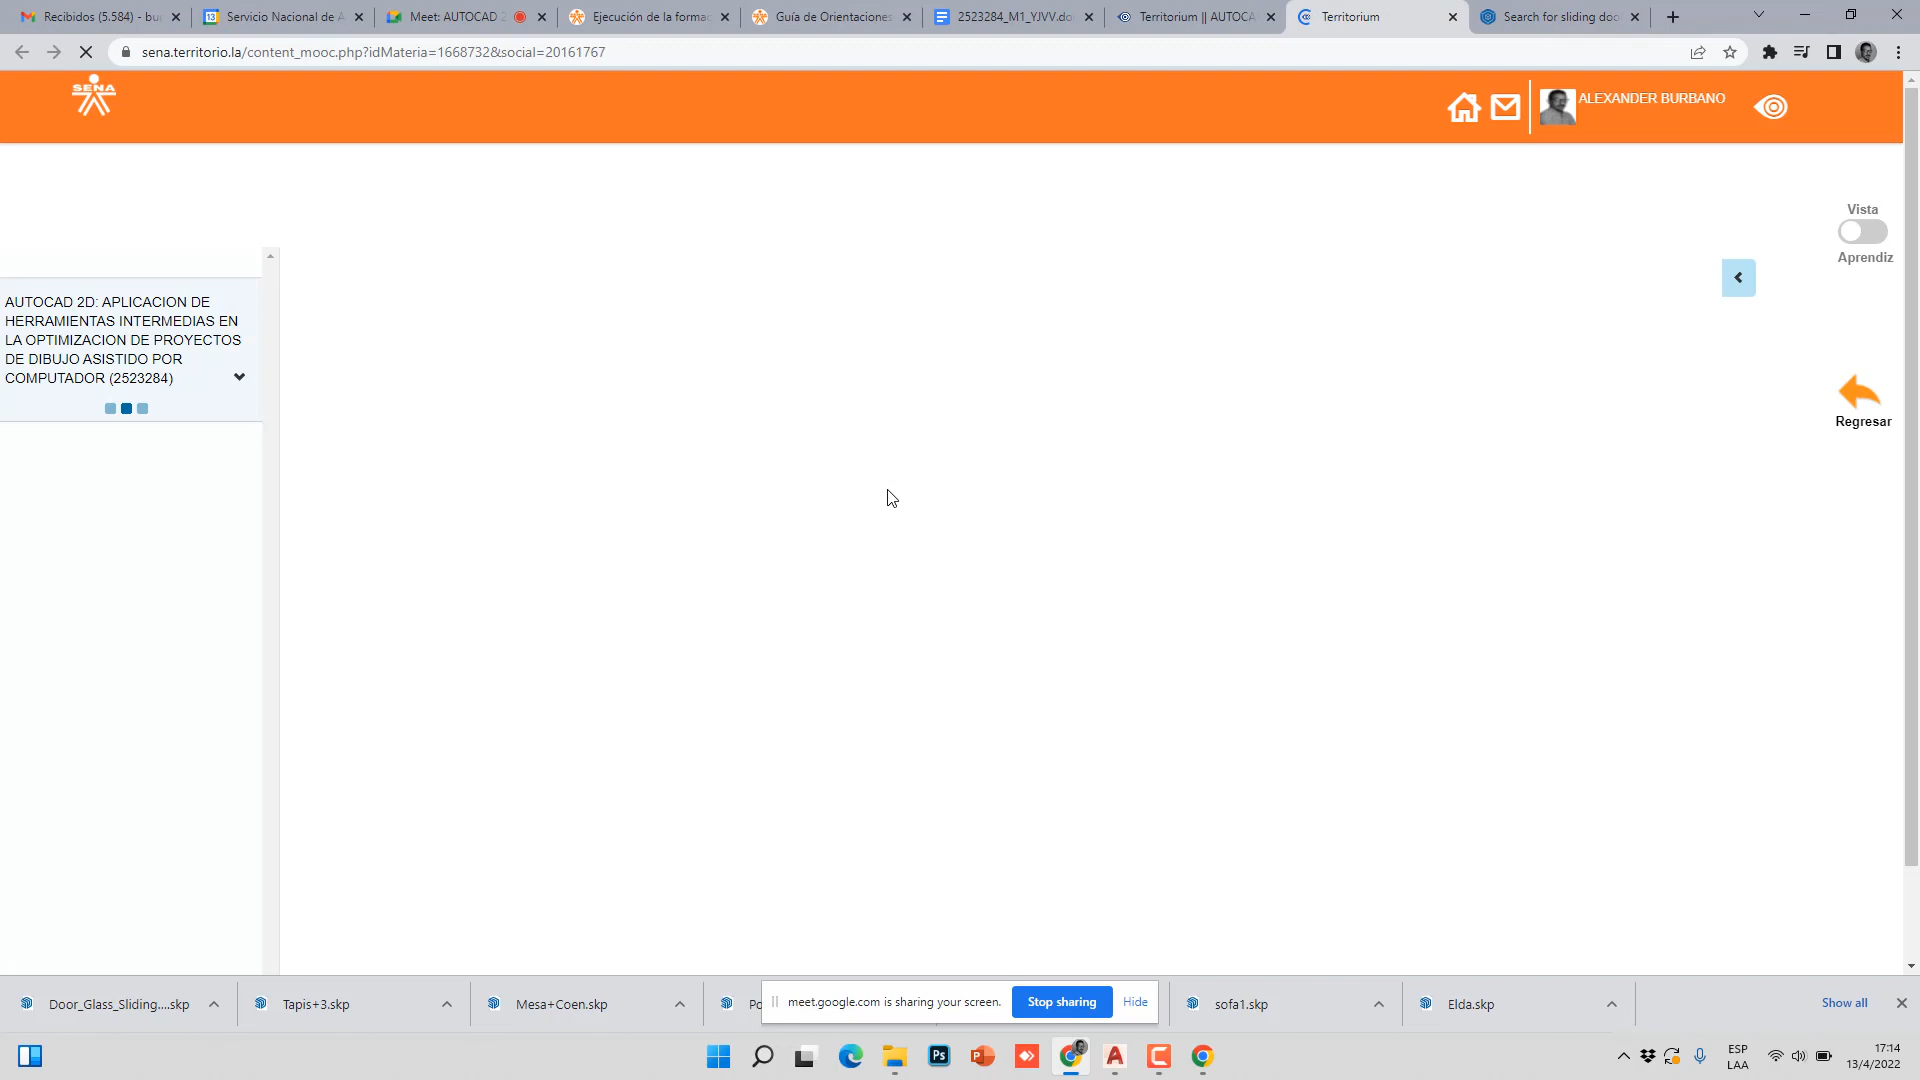 Recibidos (5.584) - bu
Servicio Nacional de A
Meet: AUTOCAD 2
Ejecución de la formac
Guía de Orientaciones
2523284_M1_YJVV.do
Territorium || AUTOCA
Territorium
Search for sliding doo
sena.territorio.la/content_mooc.php?idMateria=1668732&social=20161767
SENA
ALEXANDER BURBANO
Vista
Aprendiz
AUTOCAD 2D: APLICACION DE
HERRAMIENTAS INTERMEDIAS EN
LA OPTIMIZACION DE PROYECTOS
DE DIBUJO ASISTIDO POR
COMPUTADOR (2523284)
Regresar
Door_Glass_Sliding....skp
Tapis+3.skp
Mesa+Coen.skp
Po
meet.google.com is sharing your screen.
Stop sharing
Hide
sofa1.skp
Elda.skp
Show all
ESP
LAA
17:14
13/4/2022